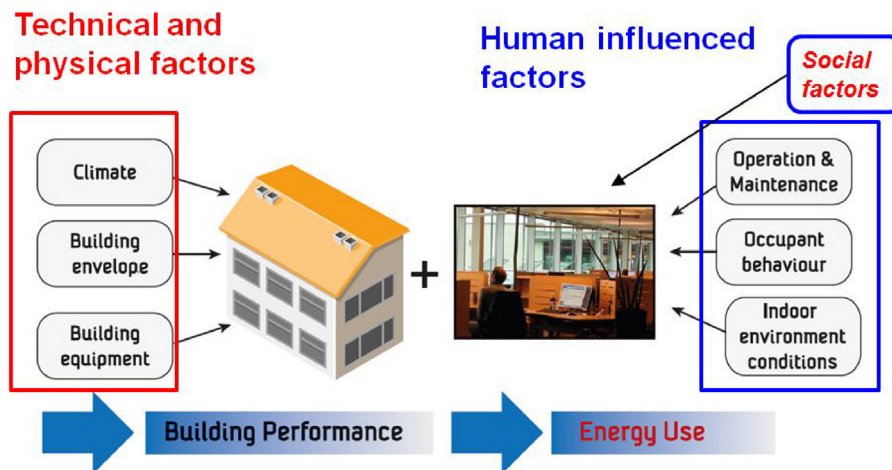 Technical and
physical factors
Human influenced
factors
Social
factors
Climate
Building
envelope
Building
equipment
+
Operation &
Maintenance
Occupant
behaviour
Indoor
environment
conditions
Building Performance
Energy Use